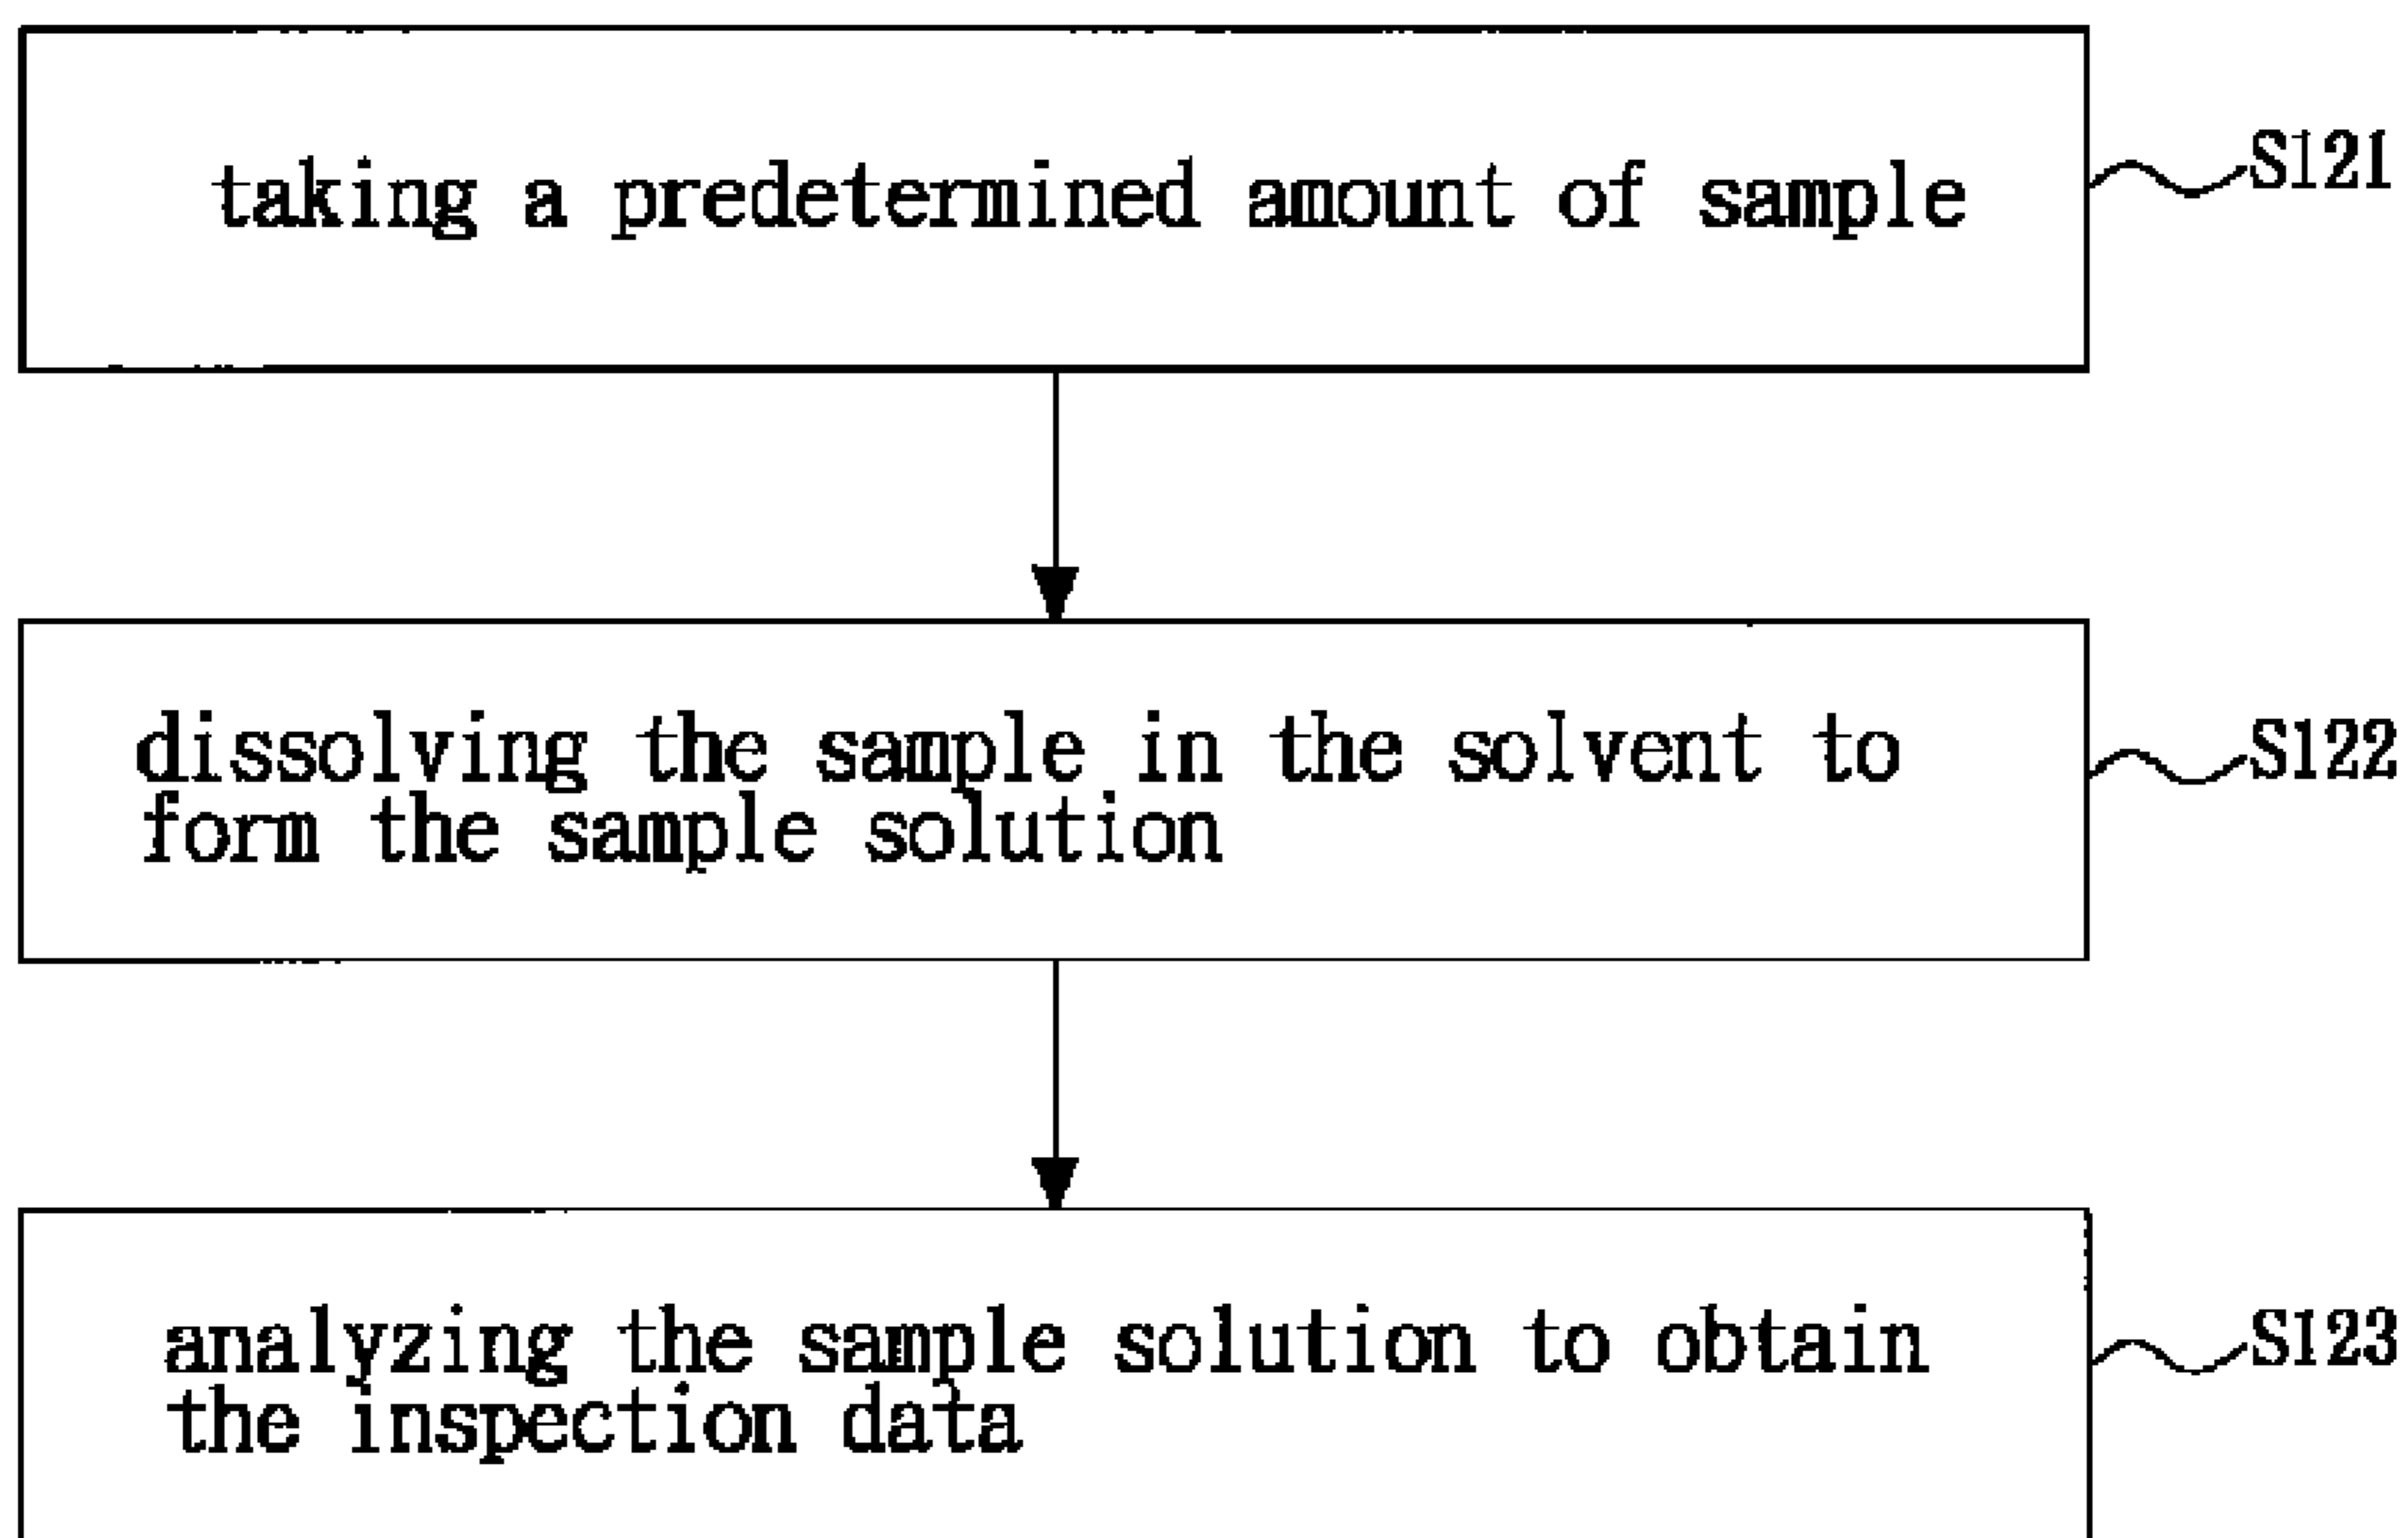 taking a predetermined amount of sample
S121
dissolving the sample in the solvent to
form the sample solution
S122
analyzing the sample solution to obtain
the inspection data
S123